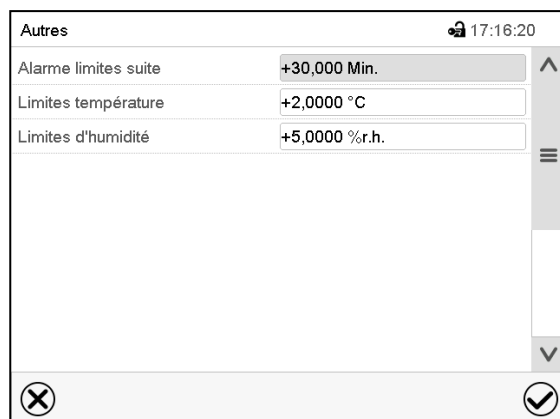 Autres 17:16:20
Alarme limites suite +30,000 Min.
Limites température +2,0000 °C
Limites d'humidité +5,0000 %r.h.